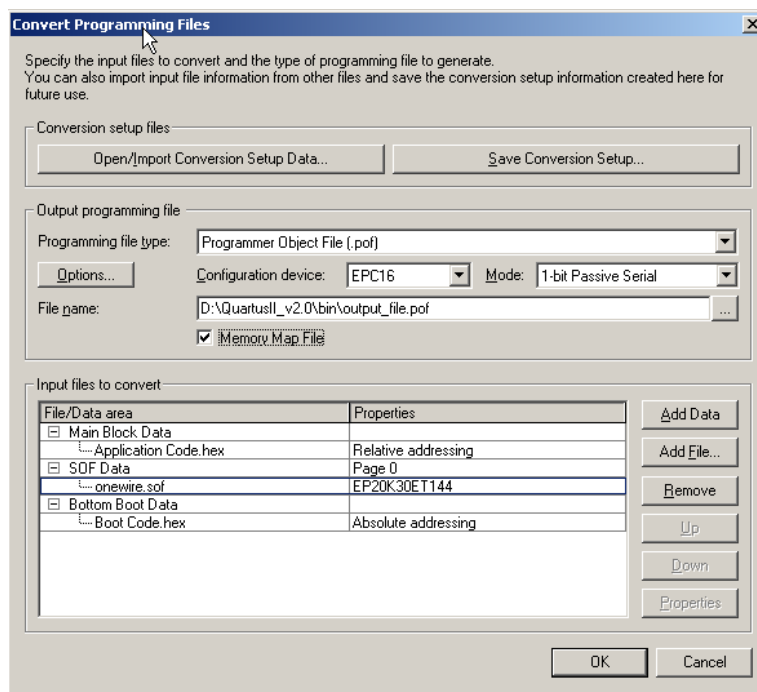 Convert Programming Files
Specify the input files to convert and the type of programming file to generate.
You can also import input file information from other files and save the conversion setup information created here for
future use.
Conversion setup files
Open/Import Conversion Setup Data...
Save Conversion Setup...
Output programming file
Programming file type:
Programmer Object File (.pof)
Options...
Configuration device:
EPC16
Mode:
1-bit Passive Serial
File name:
D:\QuartusII_v2.0\bin\output_file.pof
...
Memory Map File
Input files to convert
File/Data area
Properties
Main Block Data
Application Code.hex
Relative addressing
SOF Data
Page 0
onewire.sof
EP20K30ET144
Bottom Boot Data
Boot Code.hex
Absolute addressing
Add Data
Add File...
Remove
Up
Down
Properties
OK
Cancel